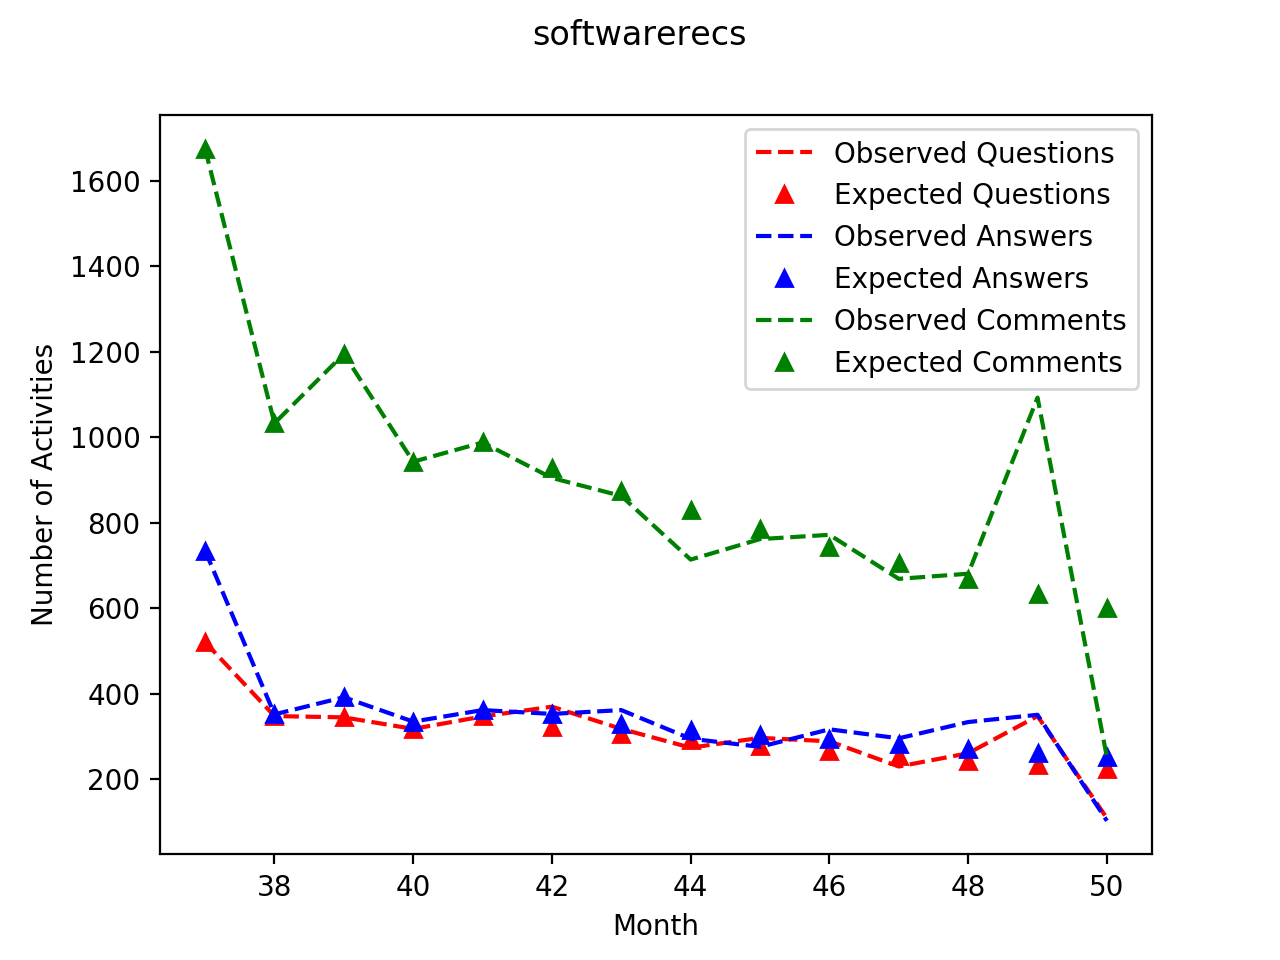 softwarerecs
Observed Questions
Expected Questions
Observed Answers
Expected Answers
Observed Comments
Expected Comments
1600
1400
1200
1000
800
600
400
200
Number of Activities
38 40 42 44 46 48 50
Month